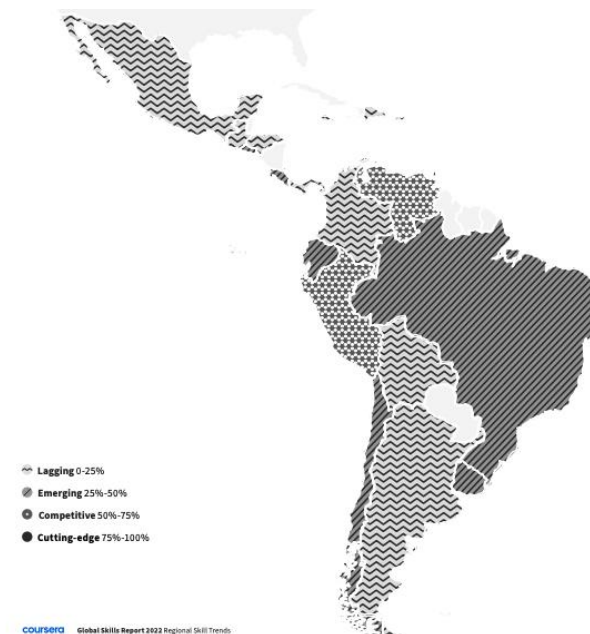 Lagging 0-25%
Emerging 25%-50%
Competitive 50%-75%
Cutting-edge 75%-100%
coursera Global Skills Report 2022 Regional Skill Trends